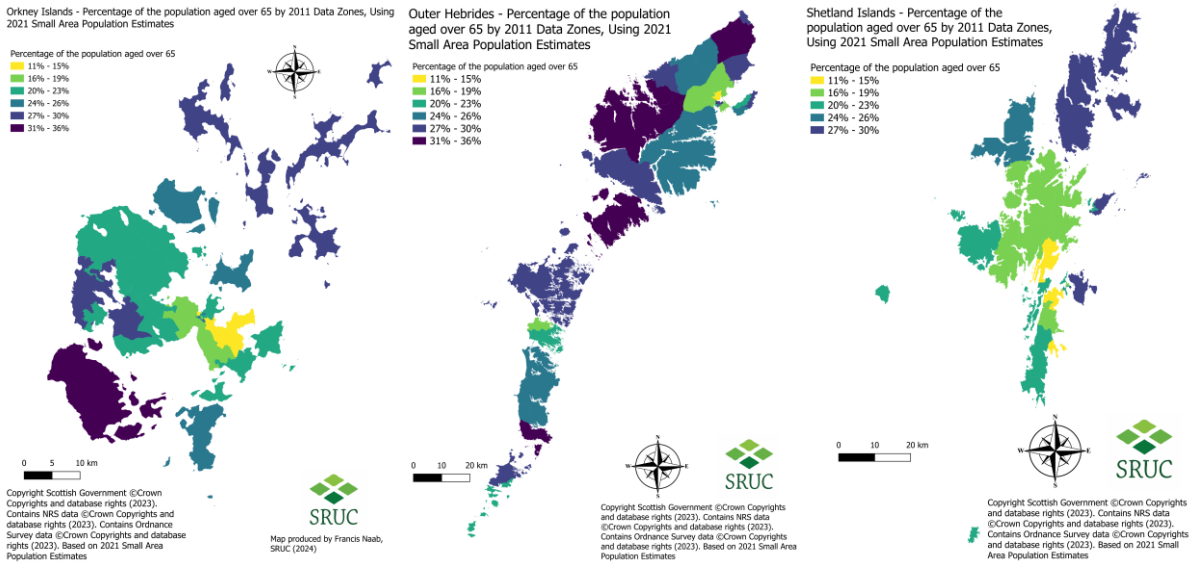 Orkney Islands - Percentage of the population aged over 65 by 2011 Data Zones, Using
2021 Small Area Population Estimates
Percentage of the population aged over 65
11% - 15%
16% - 19%
20% - 23%
24% - 26%
27% - 30%
31% - 36%
N
W
E
S
0 5 10 km
Copyright Scottish Government ©Crown
Copyrights and database rights (2023).
Contains NRS data ©Crown Copyrights and
database rights (2023). Contains Ordnance
Survey data ©Crown Copyrights and database
rights (2023). Based on 2021 Small Area
Population Estimates
SRUC
Map produced by Francis Naab,
SRUC (2024)
Outer Hebrides - Percentage of the population
aged over 65 by 2011 Data Zones, Using 2021
Small Area Population Estimates
Percentage of the population aged over 65
11% - 15%
16% - 19%
20% - 23%
24% - 26%
27% - 30%
31% - 36%
0 10 20 km
N
W
E
S
SRUC
Copyright Scottish Government ©Crown Copyrights
and database rights (2023). Contains NRS data
©Crown Copyrights and database rights (2023).
Contains Ordnance Survey data ©Crown Copyrights
and database rights (2023). Based on 2021 Small Area
Population Estimates
Shetland Islands - Percentage of the
population aged over 65 by 2011 Data Zones,
Using 2021 Small Area Population Estimates
Percentage of the population aged over 65
11% - 15%
16% - 19%
20% - 23%
24% - 26%
27% - 30%
0 10 20 km
N
W
E
S
SRUC
Copyright Scottish Government ©Crown Copyrights
and database rights (2023). Contains NRS data
©Crown Copyrights and database rights (2023).
Contains Ordnance Survey data ©Crown Copyrights
and database rights (2023). Based on 2021 Small
Area Population Estimates